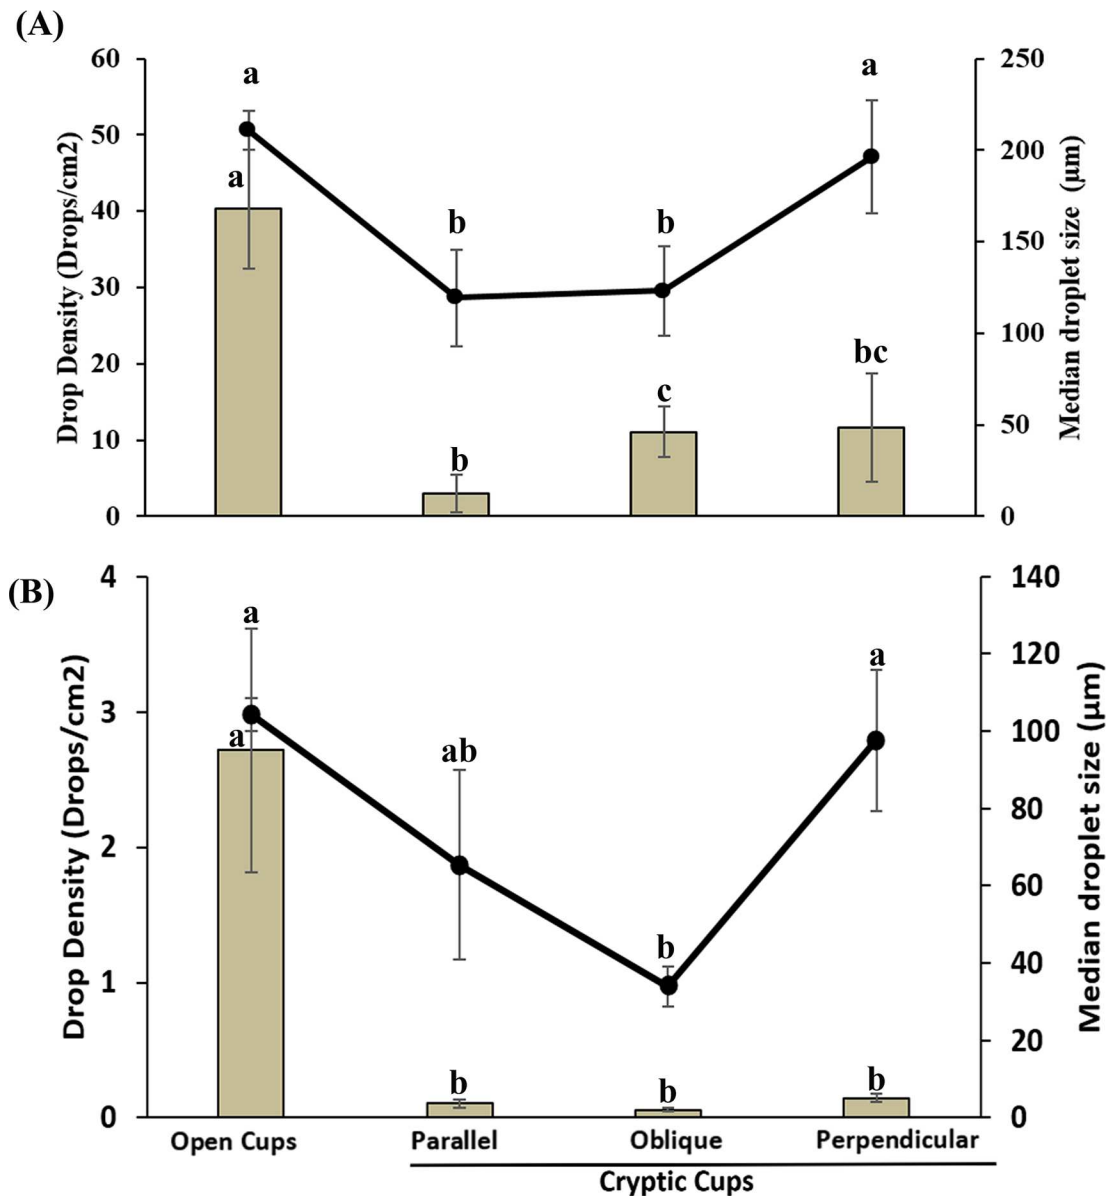 (A)
60
50
40
30
20
10
0
Drop Density (Drops/cm2)
250
200
150
100
50
0
Median droplet size (µm)
a
a
b
b
b
c
a
bc
(B)
4
3
2
1
0
Drop Density (Drops/cm2)
140
120
100
80
60
40
20
0
Median droplet size (µm)
a
a
ab
b
b
b
a
b
Open Cups Parallel Oblique Perpendicular
Cryptic Cups